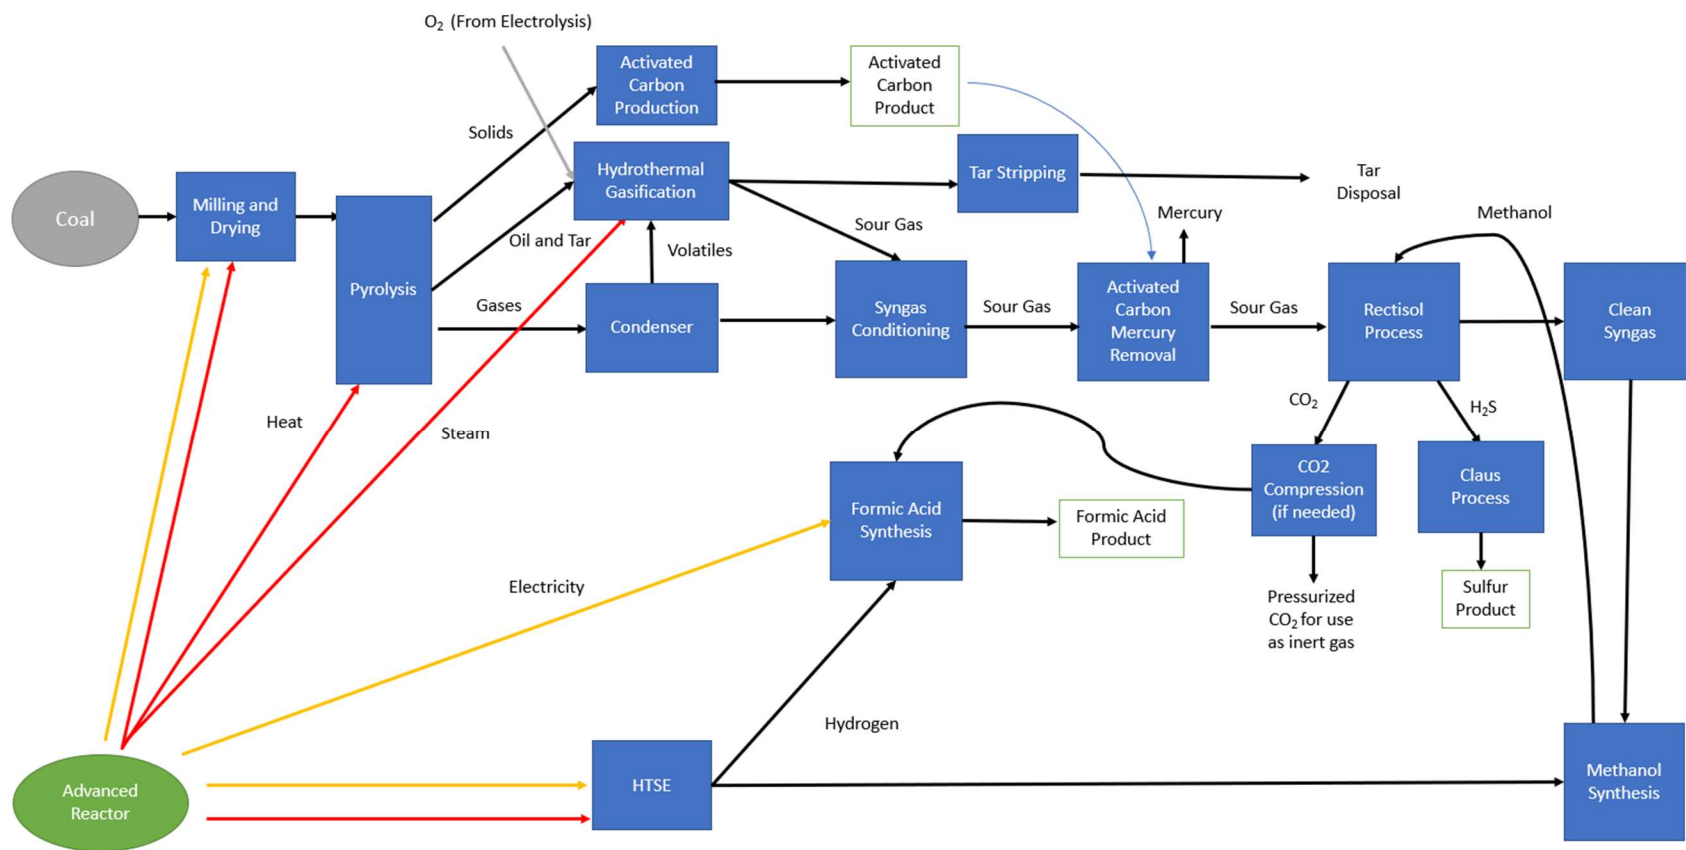 O₂ (From Electrolysis)
Activated
Carbon
Production
Activated
Carbon
Product
Solids
Hydrothermal
Gasification
Tar Stripping
Tar
Disposal
Coal
Milling and
Drying
Pyrolysis
Oil and Tar
Volatiles
Sour Gas
Mercury
Methanol
Gases
Condenser
Syngas
Conditioning
Sour Gas
Activated
Carbon
Mercury
Removal
Sour Gas
Rectisol
Process
Clean
Syngas
Heat
Steam
CO₂
H₂S
Formic Acid
Synthesis
Formic Acid
Product
CO2
Compression
(if needed)
Claus
Process
Electricity
Pressurized
CO₂ for use
as inert gas
Sulfur
Product
Hydrogen
Advanced
Reactor
HTSE
Methanol
Synthesis